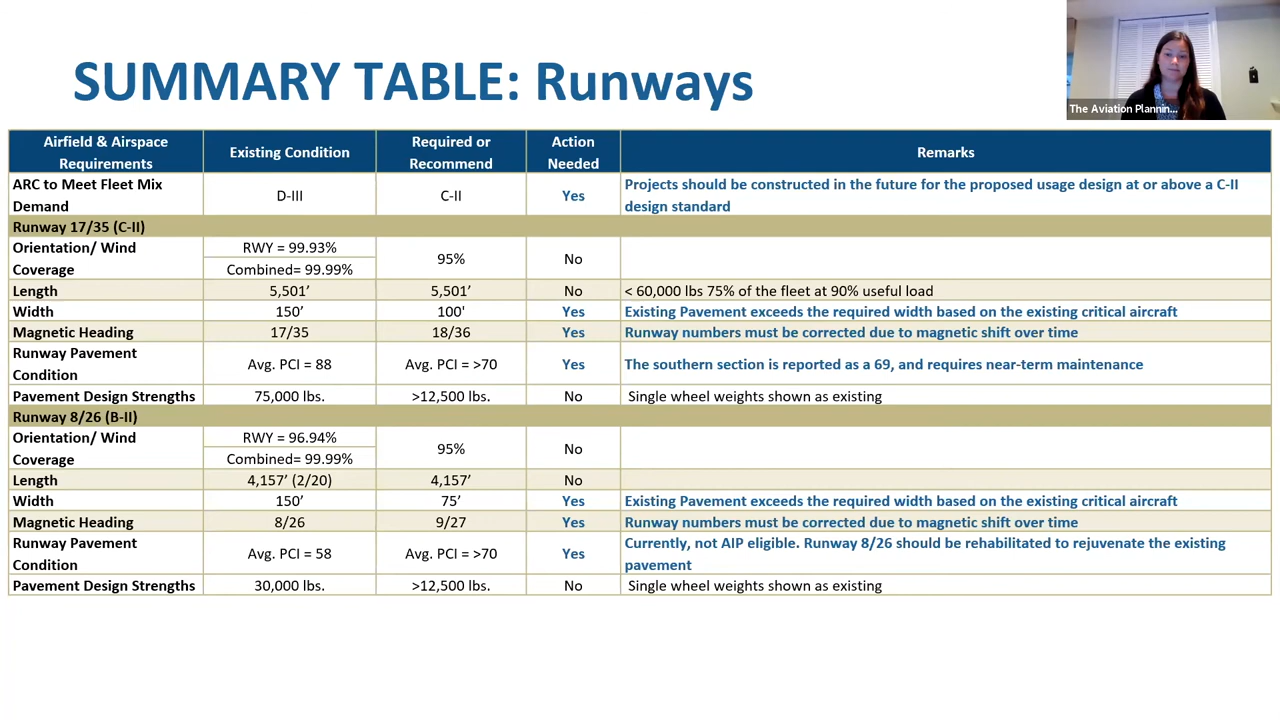 SUMMARY TABLE: Runways
The Aviation Plannin...
Airfield & Airspace Requirements Existing Condition Required or Recommend Action Needed Remarks
ARC to Meet Fleet Mix Demand D-III C-II Yes Projects should be constructed in the future for the proposed usage design at or above a C-II design standard
Runway 17/35 (C-II)
Orientation/ Wind Coverage RWY = 99.93% Combined= 99.99% 95% No
Length 5,501’ 5,501’ No < 60,000 lbs 75% of the fleet at 90% useful load
Width 150’ 100' Yes Existing Pavement exceeds the required width based on the existing critical aircraft
Magnetic Heading 17/35 18/36 Yes Runway numbers must be corrected due to magnetic shift over time
Runway Pavement Condition Avg. PCI = 88 Avg. PCI = >70 Yes The southern section is reported as a 69, and requires near-term maintenance
Pavement Design Strengths 75,000 lbs. >12,500 lbs. No Single wheel weights shown as existing
Runway 8/26 (B-II)
Orientation/ Wind Coverage RWY = 96.94% Combined= 99.99% 95% No
Length 4,157’ (2/20) 4,157’ No
Width 150’ 75’ Yes Existing Pavement exceeds the required width based on the existing critical aircraft
Magnetic Heading 8/26 9/27 Yes Runway numbers must be corrected due to magnetic shift over time
Runway Pavement Condition Avg. PCI = 58 Avg. PCI = >70 Yes Currently, not AIP eligible. Runway 8/26 should be rehabilitated to rejuvenate the existing pavement
Pavement Design Strengths 30,000 lbs. >12,500 lbs. No Single wheel weights shown as existing